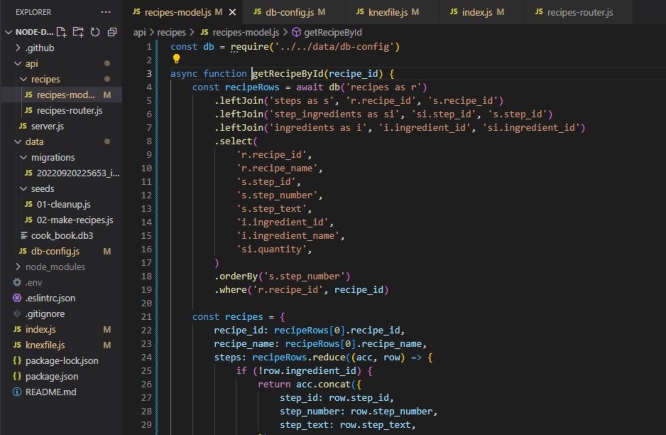 EXPLORER
NODE-D...
.github
api
recipes
recipes-mod... M
recipes-router.js
server.js
data
migrations
20220920225653_i...
seeds
01-cleanup.js
02-make-recipes.js
cook_book.db3
db-config.js M
node_modules
.env
.eslintrc.json
.gitignore
index.js M
knexfile.js M
package-lock.json
package.json
README.md
JS recipes-model.js M JS db-config.js M JS knexfile.js M JS index.js M JS recipes-router.js
api > recipes > JS recipes-model.js > getRecipeById
1 const db = require('../../data/db-config')
2
3 async function getRecipeById(recipe_id) {
4 const recipeRows = await db('recipes as r')
5 .leftJoin('steps as s', 'r.recipe_id', 's.recipe_id')
6 .leftJoin('step_ingredients as si', 'si.step_id', 's.step_id')
7 .leftJoin('ingredients as i', 'i.ingredient_id', 'si.ingredient_id')
8 .select(
9 'r.recipe_id',
10 'r.recipe_name',
11 's.step_id',
12 's.step_number',
13 's.step_text',
14 'i.ingredient_id',
15 'i.ingredient_name',
16 'si.quantity',
17 )
18 .orderBy('s.step_number')
19 .where('r.recipe_id', recipe_id)
20
21 const recipes = {
22 recipe_id: recipeRows[0].recipe_id,
23 recipe_name: recipeRows[0].recipe_name,
24 steps: recipeRows.reduce((acc, row) => {
25 if (!row.ingredient_id) {
26 return acc.concat({
27 step_id: row.step_id,
28 step_number: row.step_number,
29 step_text: row.step_text,